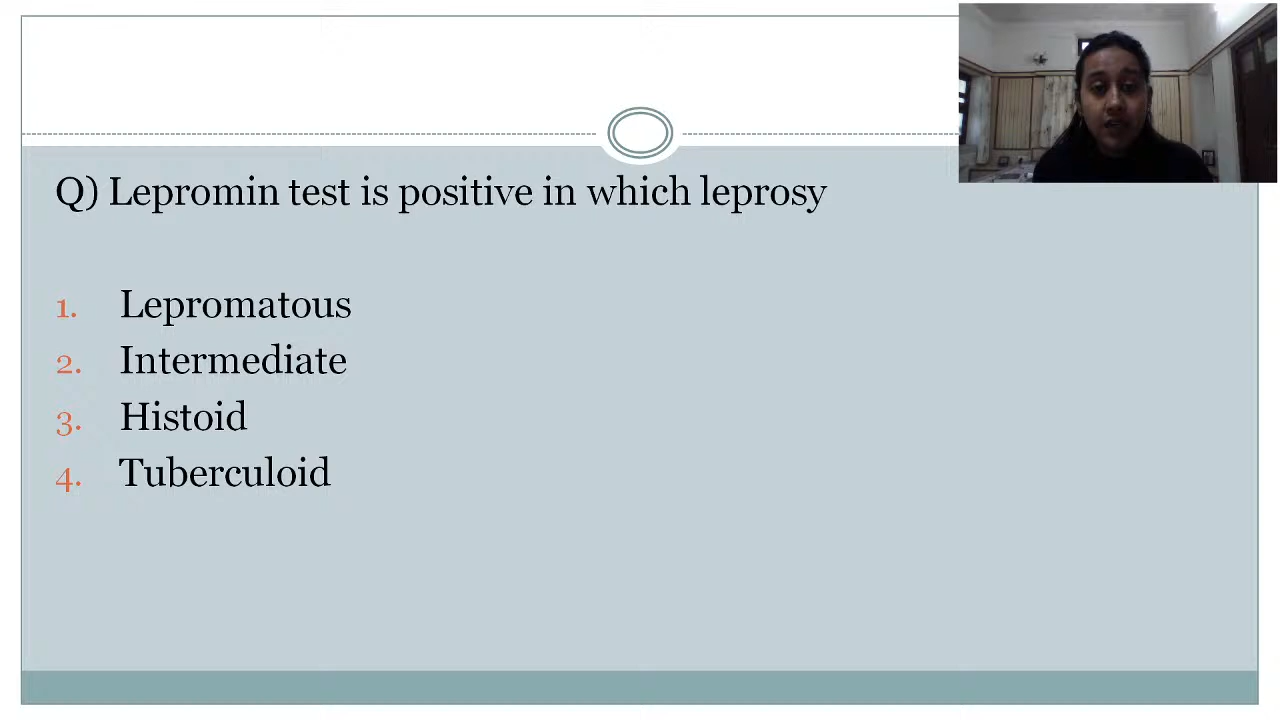 Q) Lepromin test is positive in which leprosy
1. Lepromatous
2. Intermediate
3. Histoid
4. Tuberculoid